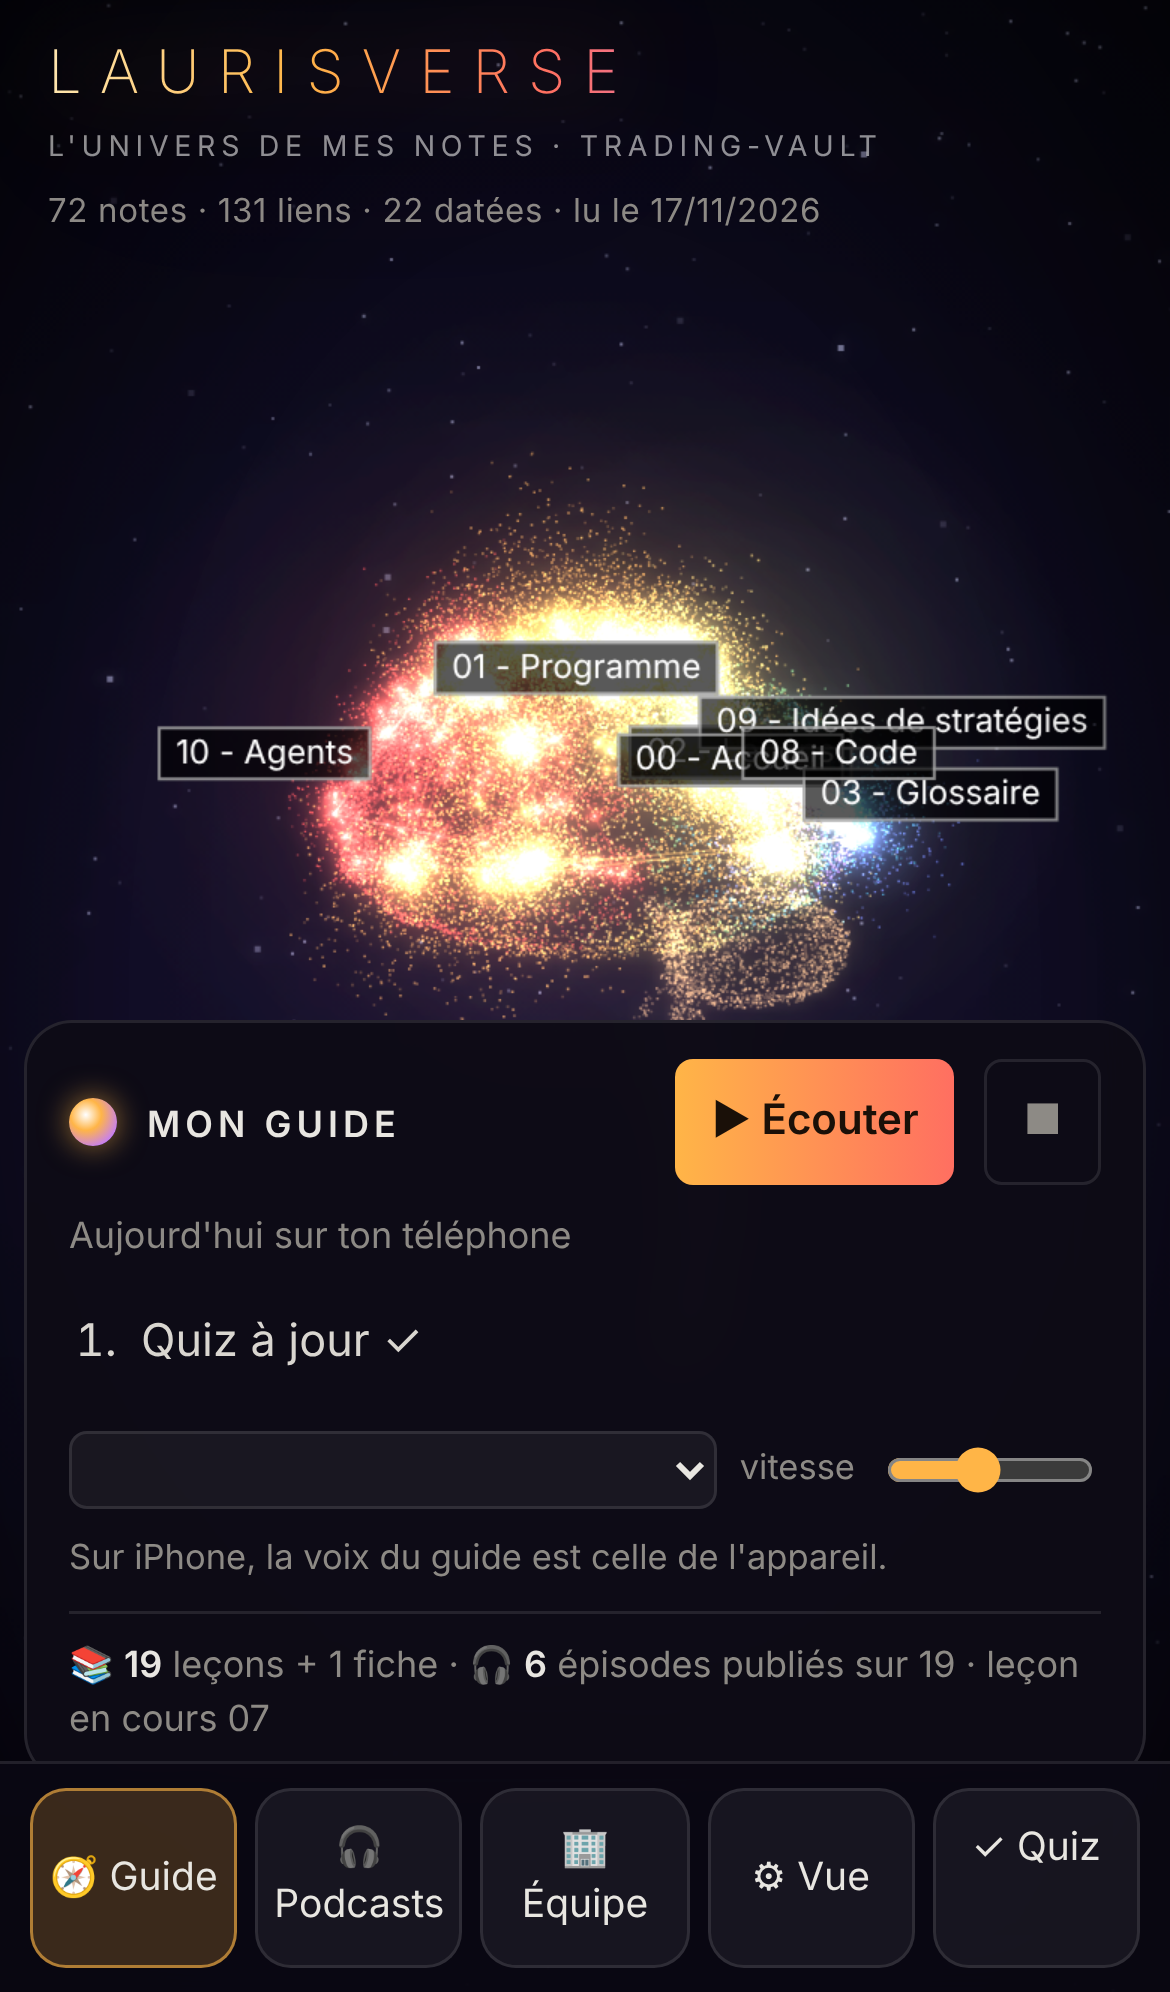 LAURISVERSE
L'UNIVERS DE MES NOTES · TRADING-VAULT
72 notes · 131 liens · 22 datées · lu le 17/11/2026
01 - Programme
09 - Idées de stratégies
10 - Agents
00 - Ac
08 - Code
03 - Glossaire
MON GUIDE
▶ Écouter
Aujourd'hui sur ton téléphone
1. Quiz à jour ✓
vitesse
Sur iPhone, la voix du guide est celle de l'appareil.
📚 19 leçons + 1 fiche · 🎧 6 épisodes publiés sur 19 · leçon
en cours 07
🧭 Guide
🎧 Podcasts
🏢 Équipe
⚙ Vue
✓ Quiz